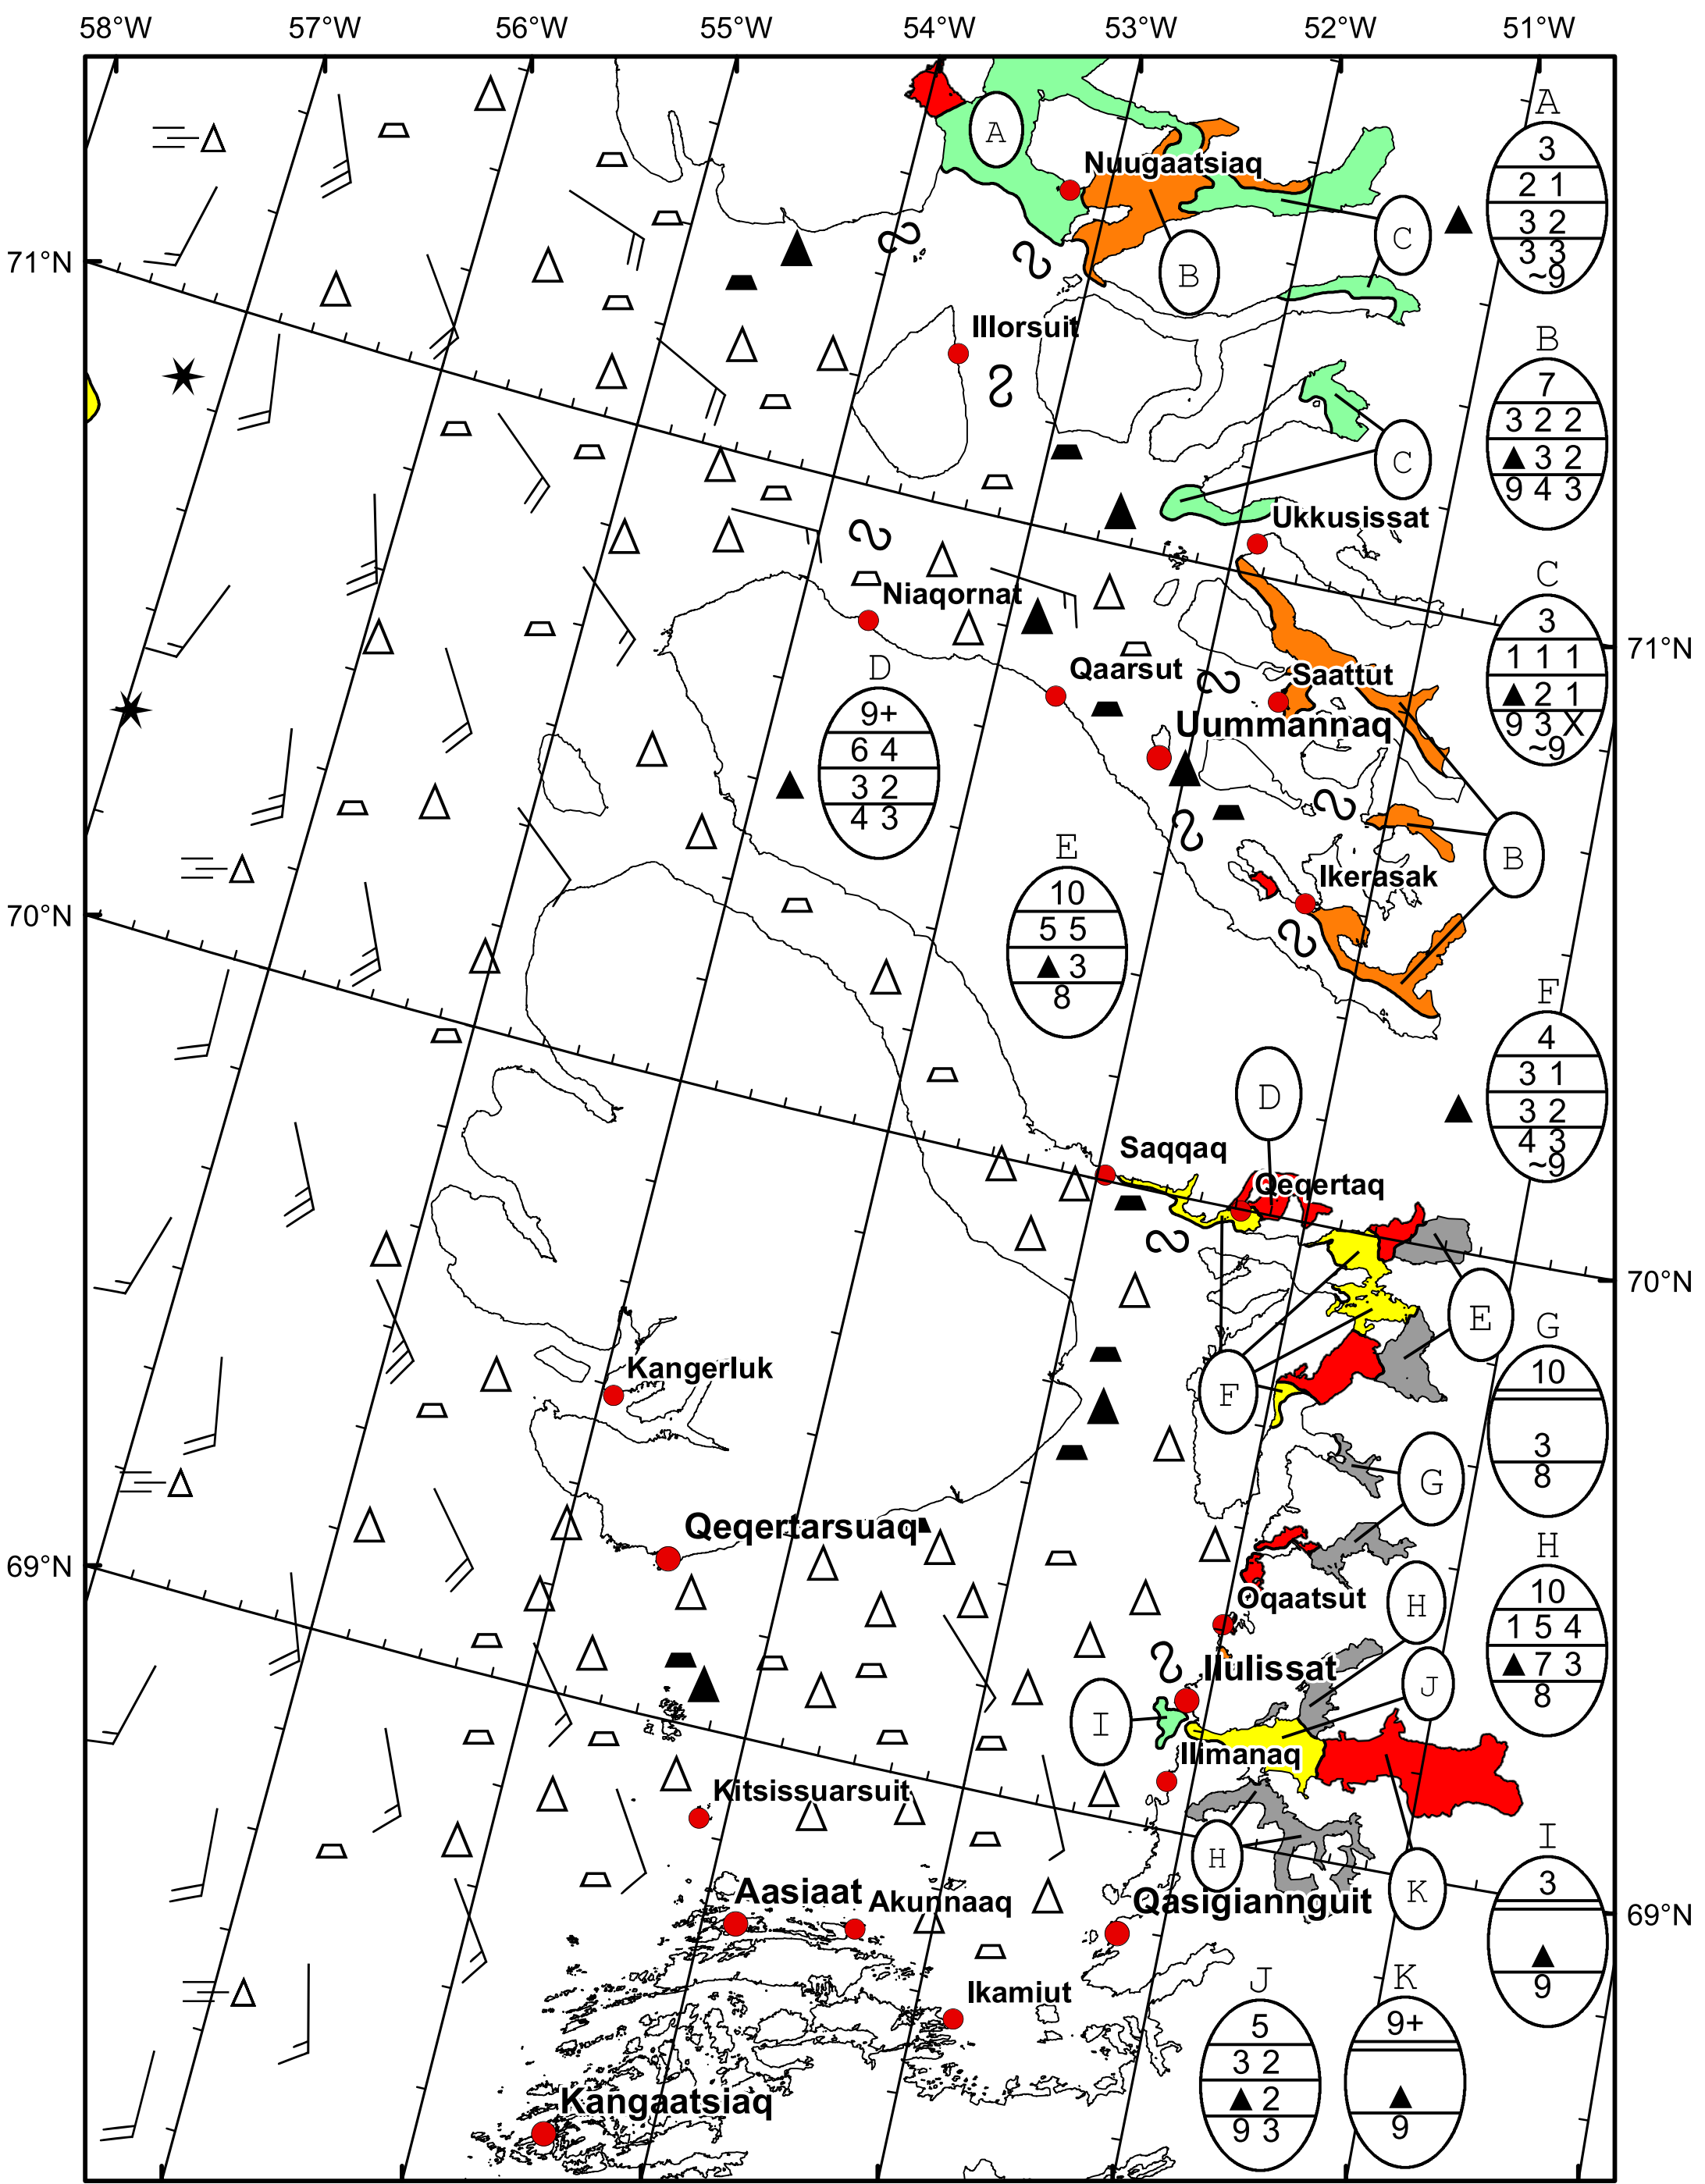 58°W 57°W 56°W 55°W 54°W 53°W 52°W 51°W
A
3
2 1
3 2
3 3
~9
A
Nuugaatsiaq
C
B
71°N
Illorsuit
B
7
3 2 2
▲ 3 2
9 4 3
C
Ukkusissat
C
3
1 1 1
▲ 2 1
9 3 X
~9
Niaqornat
71°N
Qaarsut
Saattut
Uummannaq
D
9+
6 4
3 2
4 3
B
Ikerasak
E
10
5 5
▲ 3
8
70°N
F
4
3 1
3 2
4 3
~9
D
Saqqaq
Qeqertaq
70°N
E
G
10
3
8
Kangerluk
F
G
Qeqertarsuaq
69°N
H
10
1 5 4
▲ 7 3
8
Oqaatsut
H
Ilulissat
J
I
Ilimanaq
Kitsissuarsuit
H
K
I
3
▲
9
Aasiaat
Akunnaaq
Qasigiannguit
69°N
Ikamiut
J
5
3 2
▲ 2
9 3
K
9+
▲
9
Kangaatsiaq